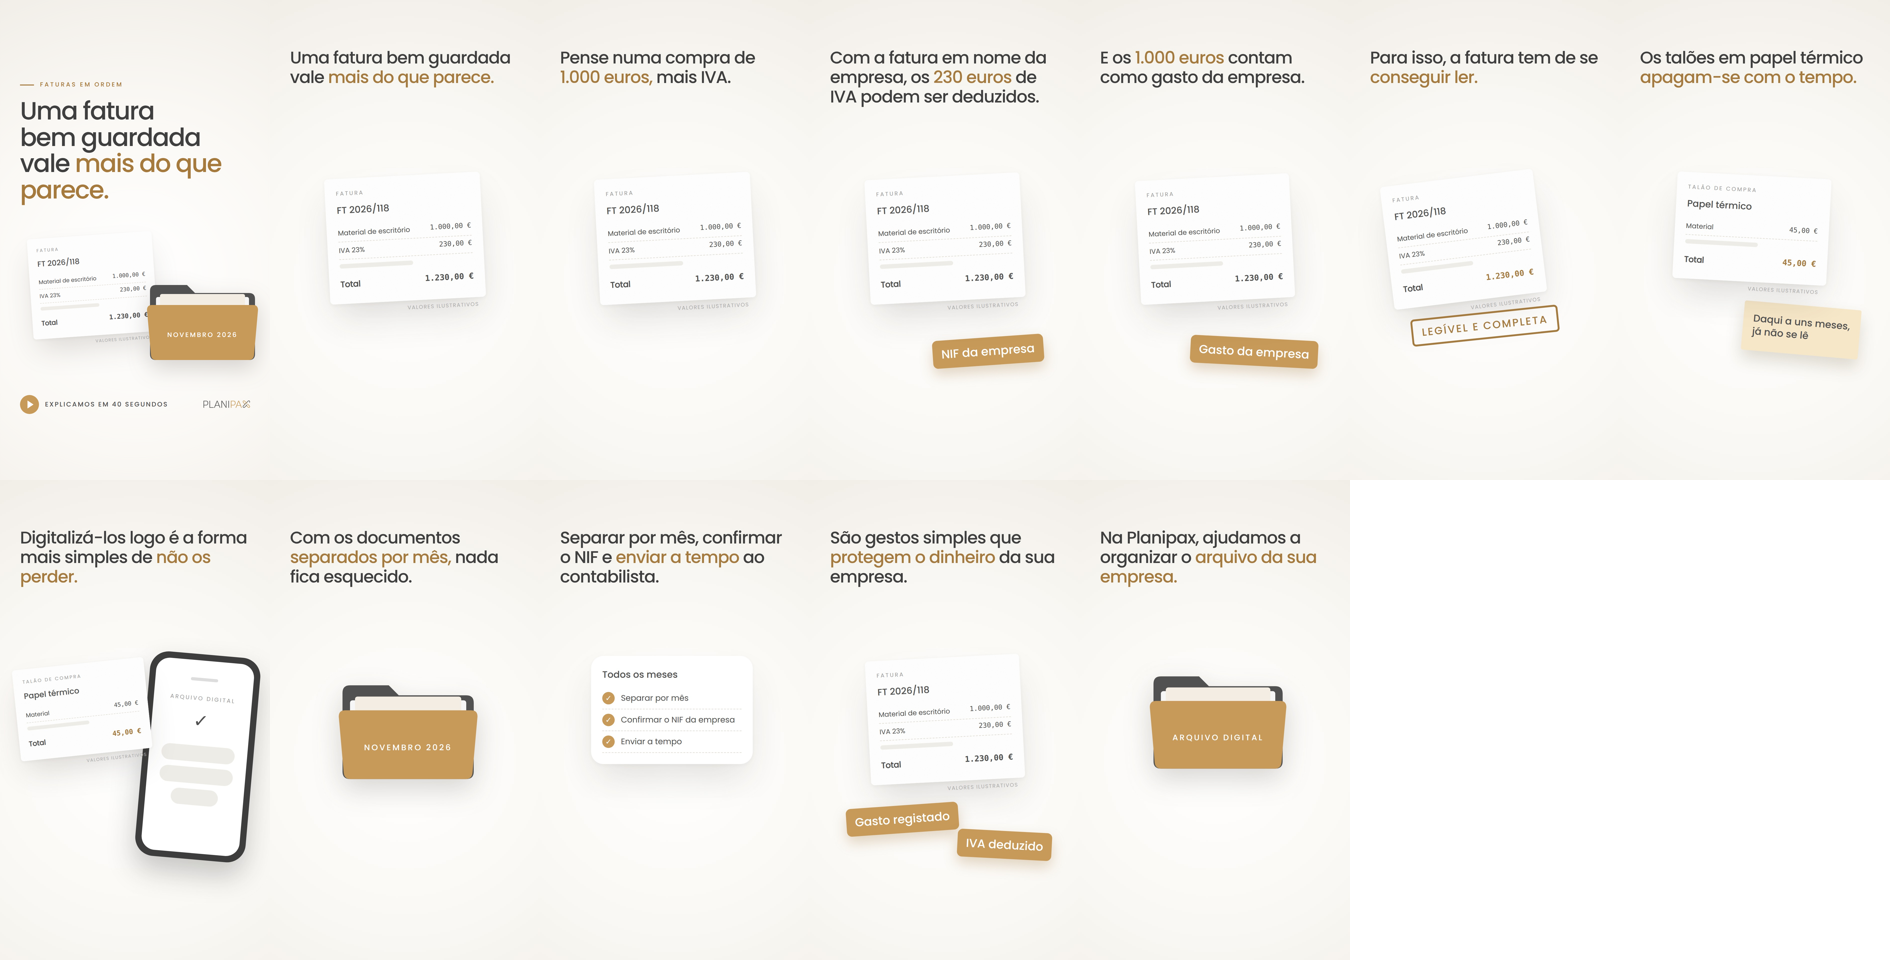 FATURAS EM ORDEM
Uma fatura
bem guardada
vale mais do que
parece.
FATURA
FT 2026/118
Material de escritório 1.000,00 €
IVA 23% 230,00 €
Total 1.230,00 €
VALORES ILUSTRATIVOS
NOVEMBRO 2026
EXPLICAMOS EM 40 SEGUNDOS
PLANIPAX
Uma fatura bem guardada
vale mais do que parece.
FATURA
FT 2026/118
Material de escritório 1.000,00 €
IVA 23% 230,00 €
Total 1.230,00 €
VALORES ILUSTRATIVOS
Pense numa compra de
1.000 euros, mais IVA.
FATURA
FT 2026/118
Material de escritório 1.000,00 €
IVA 23% 230,00 €
Total 1.230,00 €
VALORES ILUSTRATIVOS
Com a fatura em nome da
empresa, os 230 euros de
IVA podem ser deduzidos.
FATURA
FT 2026/118
Material de escritório 1.000,00 €
IVA 23% 230,00 €
Total 1.230,00 €
VALORES ILUSTRATIVOS
NIF da empresa
E os 1.000 euros contam
como gasto da empresa.
FATURA
FT 2026/118
Material de escritório 1.000,00 €
IVA 23% 230,00 €
Total 1.230,00 €
VALORES ILUSTRATIVOS
Gasto da empresa
Para isso, a fatura tem de se
conseguir ler.
FATURA
FT 2026/118
Material de escritório 1.000,00 €
IVA 23% 230,00 €
Total 1.230,00 €
VALORES ILUSTRATIVOS
LEGÍVEL E COMPLETA
Os talões em papel térmico
apagam-se com o tempo.
TALÃO DE COMPRA
Papel térmico
Material 45,00 €
Total 45,00 €
VALORES ILUSTRATIVOS
Daqui a uns meses,
já não se lê
Digitalizá-los logo é a forma
mais simples de não os
perder.
TALÃO DE COMPRA
Papel térmico
Material 45,00 €
Total 45,00 €
VALORES ILUSTRATIVOS
ARQUIVO DIGITAL
Com os documentos
separados por mês, nada
fica esquecido.
NOVEMBRO 2026
Separar por mês, confirmar
o NIF e enviar a tempo ao
contabilista.
Todos os meses
Separar por mês
Confirmar o NIF da empresa
Enviar a tempo
São gestos simples que
protegem o dinheiro da sua
empresa.
FATURA
FT 2026/118
Material de escritório 1.000,00 €
IVA 23% 230,00 €
Total 1.230,00 €
VALORES ILUSTRATIVOS
Gasto registado
IVA deduzido
Na Planipax, ajudamos a
organizar o arquivo da sua
empresa.
ARQUIVO DIGITAL